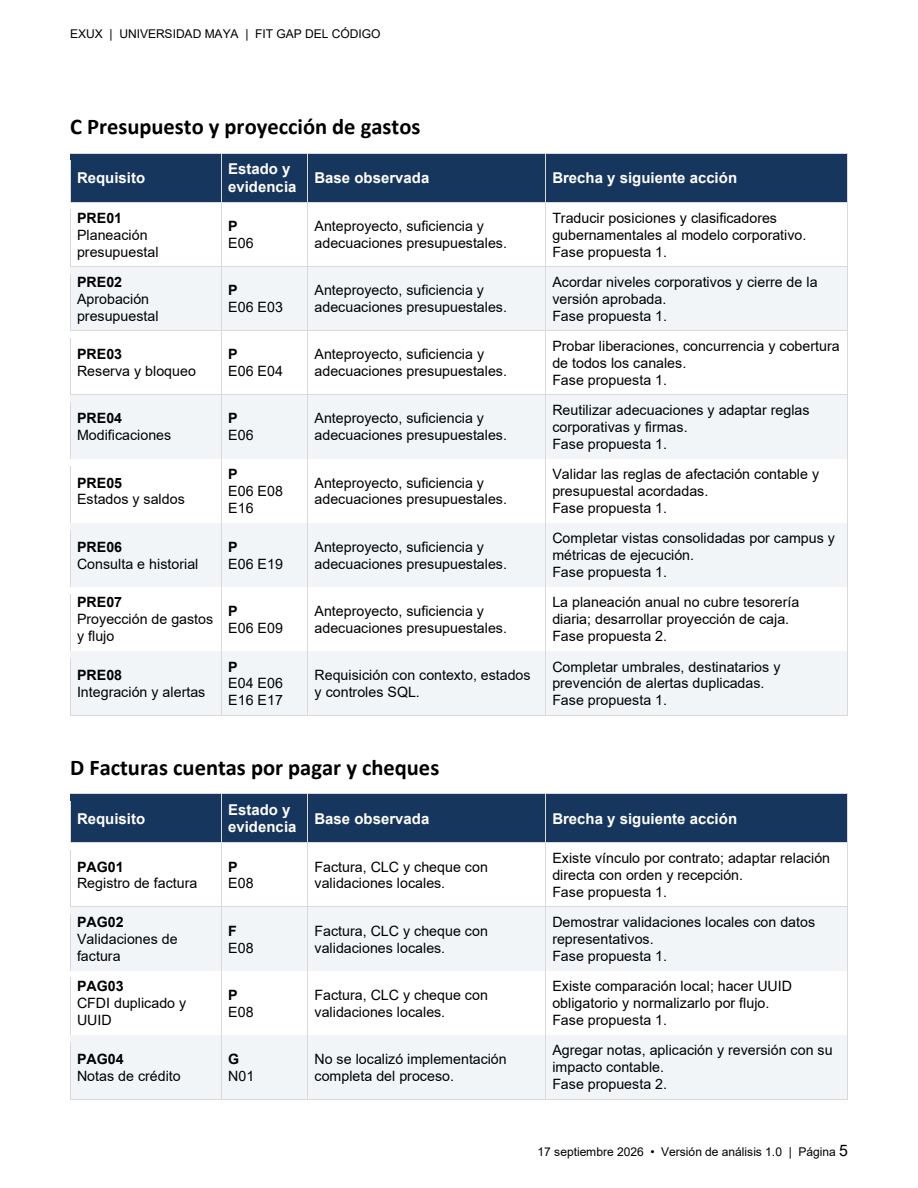 EXUX | UNIVERSIDAD MAYA | FIT GAP DEL CÓDIGO
C Presupuesto y proyección de gastos
Requisito
Estado y
evidencia
Base observada
Brecha y siguiente acción
PRE01
Planeación
presupuestal
P
E06
Anteproyecto, suficiencia y
adecuaciones presupuestales.
Traducir posiciones y clasificadores
gubernamentales al modelo corporativo.
Fase propuesta 1.
PRE02
Aprobación
presupuestal
P
E06 E03
Anteproyecto, suficiencia y
adecuaciones presupuestales.
Acordar niveles corporativos y cierre de la
versión aprobada.
Fase propuesta 1.
PRE03
Reserva y bloqueo
P
E06 E04
Anteproyecto, suficiencia y
adecuaciones presupuestales.
Probar liberaciones, concurrencia y cobertura
de todos los canales.
Fase propuesta 1.
PRE04
Modificaciones
P
E06
Anteproyecto, suficiencia y
adecuaciones presupuestales.
Reutilizar adecuaciones y adaptar reglas
corporativas y firmas.
Fase propuesta 1.
PRE05
Estados y saldos
P
E06 E08
E16
Anteproyecto, suficiencia y
adecuaciones presupuestales.
Validar las reglas de afectación contable y
presupuestal acordadas.
Fase propuesta 1.
PRE06
Consulta e historial
P
E06 E19
Anteproyecto, suficiencia y
adecuaciones presupuestales.
Completar vistas consolidadas por campus y
métricas de ejecución.
Fase propuesta 1.
PRE07
Proyección de gastos
y flujo
P
E06 E09
Anteproyecto, suficiencia y
adecuaciones presupuestales.
La planeación anual no cubre tesorería
diaria; desarrollar proyección de caja.
Fase propuesta 2.
PRE08
Integración y alertas
P
E04 E06
E16 E17
Requisición con contexto, estados
y controles SQL.
Completar umbrales, destinatarios y
prevención de alertas duplicadas.
Fase propuesta 1.
D Facturas cuentas por pagar y cheques
Requisito
Estado y
evidencia
Base observada
Brecha y siguiente acción
PAG01
Registro de factura
P
E08
Factura, CLC y cheque con
validaciones locales.
Existe vínculo por contrato; adaptar relación
directa con orden y recepción.
Fase propuesta 1.
PAG02
Validaciones de
factura
F
E08
Factura, CLC y cheque con
validaciones locales.
Demostrar validaciones locales con datos
representativos.
Fase propuesta 1.
PAG03
CFDI duplicado y
UUID
P
E08
Factura, CLC y cheque con
validaciones locales.
Existe comparación local; hacer UUID
obligatorio y normalizarlo por flujo.
Fase propuesta 1.
PAG04
Notas de crédito
G
N01
No se localizó implementación
completa del proceso.
Agregar notas, aplicación y reversión con su
impacto contable.
Fase propuesta 2.
17 septiembre 2026 • Versión de análisis 1.0 | Página 5